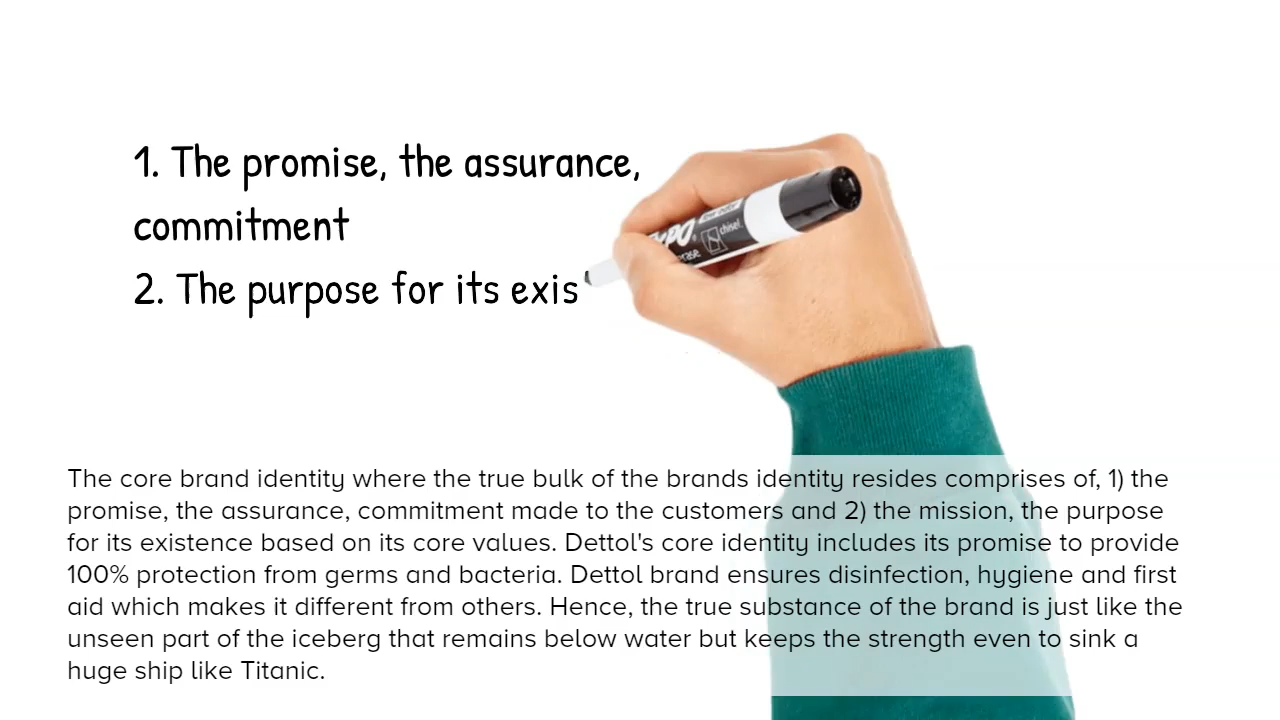 1. The promise, the assurance,
commitment
2. The purpose for its exis
chisel
The core brand identity where the true bulk of the brands identity resides comprises of, 1) the
promise, the assurance, commitment made to the customers and 2) the mission, the purpose
for its existence based on its core values. Dettol's core identity includes its promise to provide
100% protection from germs and bacteria. Dettol brand ensures disinfection, hygiene and first
aid which makes it different from others. Hence, the true substance of the brand is just like the
unseen part of the iceberg that remains below water but keeps the strength even to sink a
huge ship like Titanic.